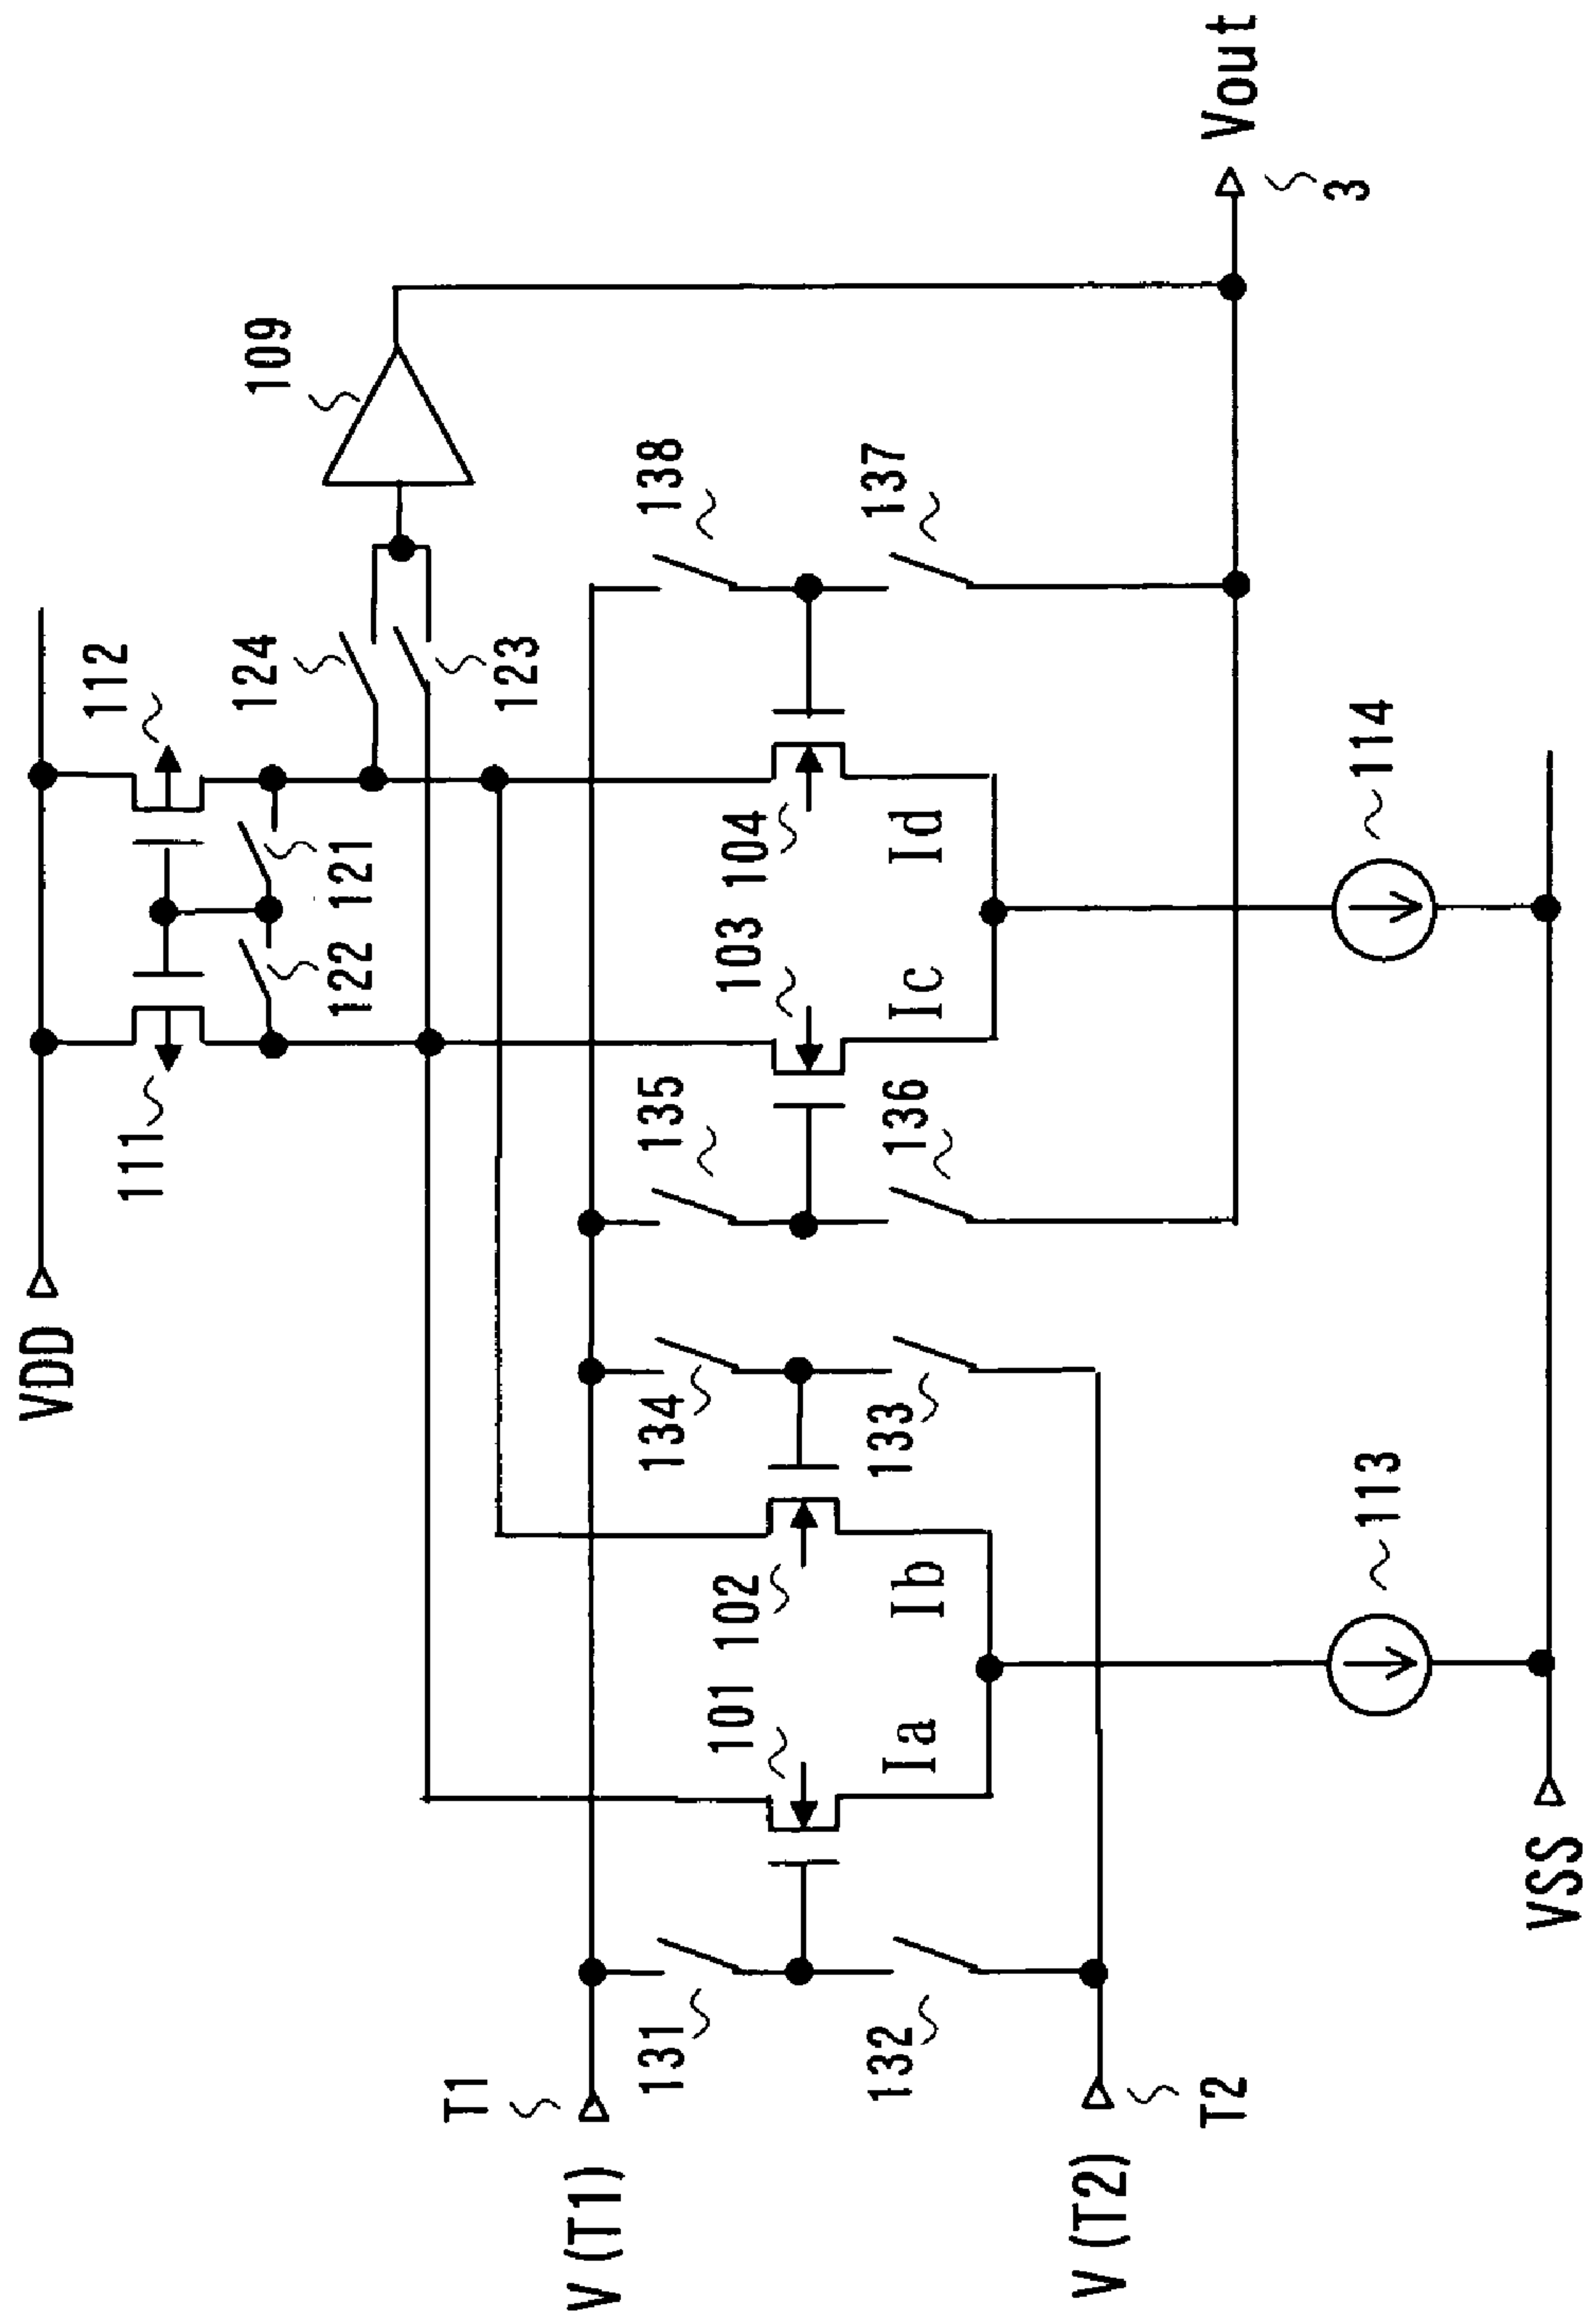 VDD
111
112
122 121
124
123
109
T1
V (T1)
131
134
135
138
101 102
103 104
Ia
Ib
Ic
Id
132
133
136
137
V (T2)
T2
113
114
Vout
3
VSS